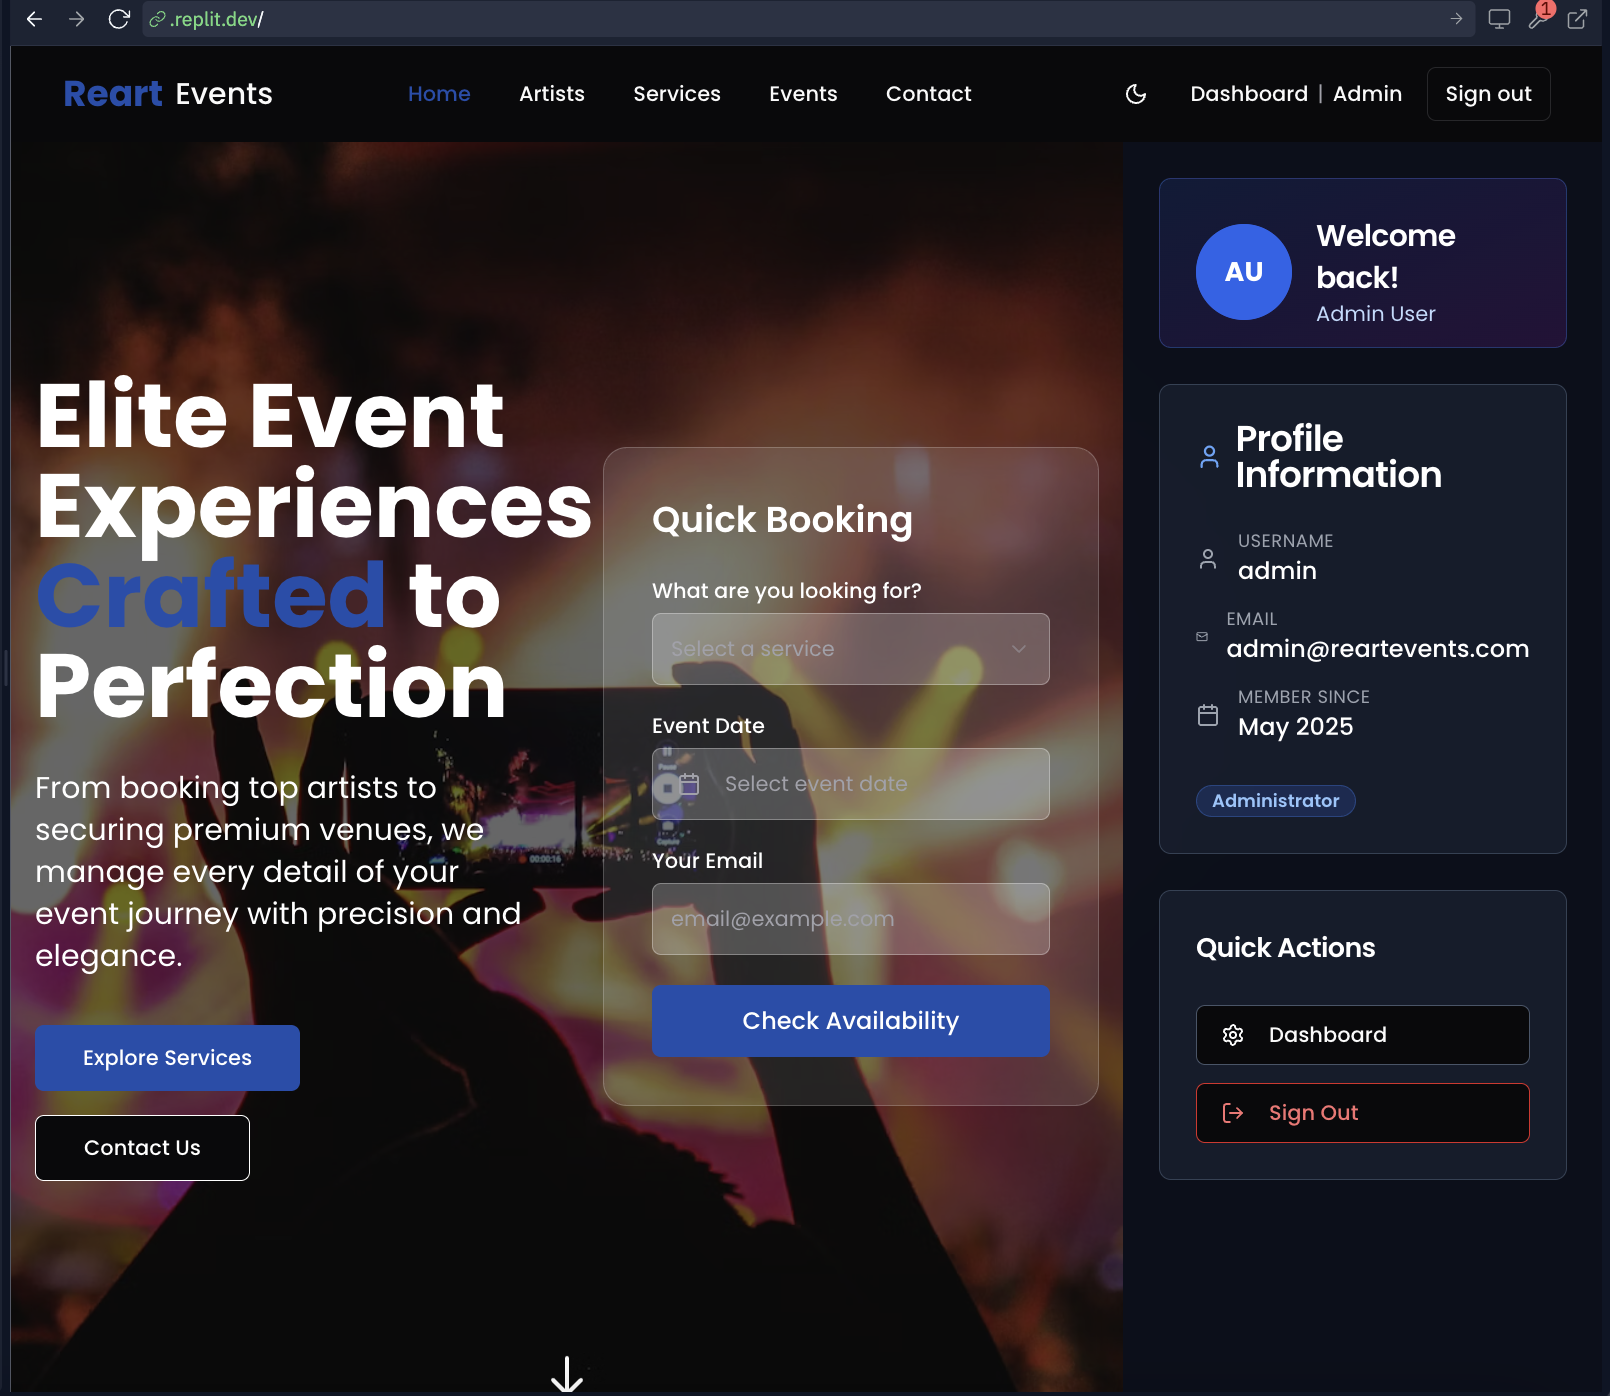 .replit.dev/
1
Reart Events
Home
Artists
Services
Events
Contact
Dashboard | Admin
Sign out
Elite Event
Experiences
Crafted to
Perfection
From booking top artists to
securing premium venues, we
manage every detail of your
event journey with precision and
elegance.
Explore Services
Contact Us
Quick Booking
What are you looking for?
Select a service
Event Date
Select event date
Your Email
email@example.com
Check Availability
AU
Welcome
back!
Admin User
Profile
Information
USERNAME
admin
EMAIL
admin@reartevents.com
MEMBER SINCE
May 2025
Administrator
Quick Actions
Dashboard
Sign Out